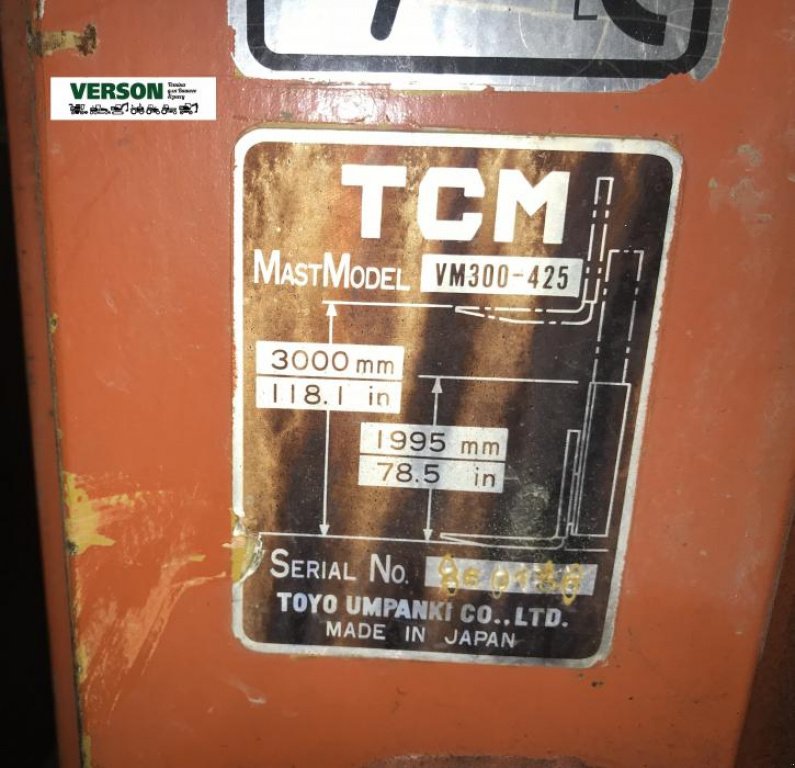 VERSON
TCM
MAST MODEL VM300-425
3000 mm
118.1 in
1995 mm
78.5 in
SERIAL No.
TOYO UMPANKI CO., LTD.
MADE IN JAPAN